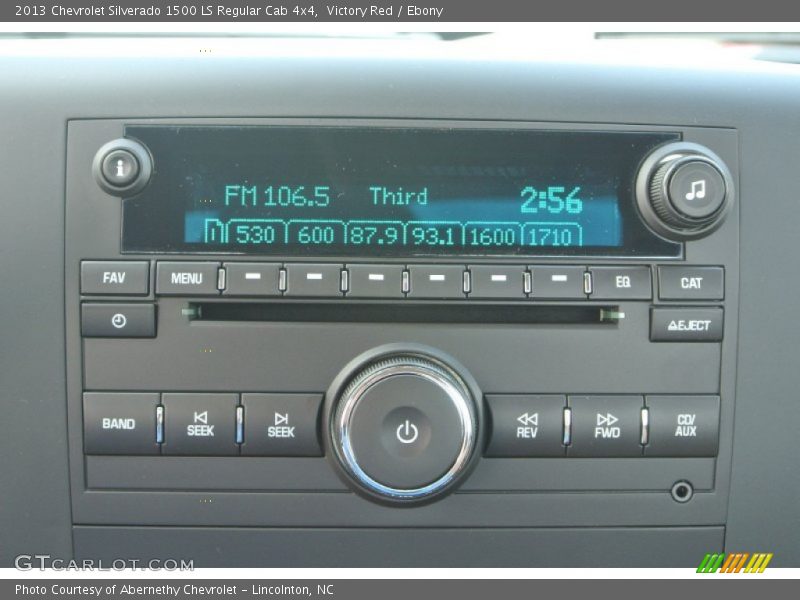 2013 Chevrolet Silverado 1500 LS Regular Cab 4x4, Victory Red / Ebony
i
FM 106.5 Third 2:56
530 600 87.9 93.1 1600 1710
FAV MENU EQ CAT
EJECT
BAND SEEK SEEK REV FWD CD/AUX
GTCARLOT.COM
Photo Courtesy of Abernethy Chevrolet – Lincolnton, NC